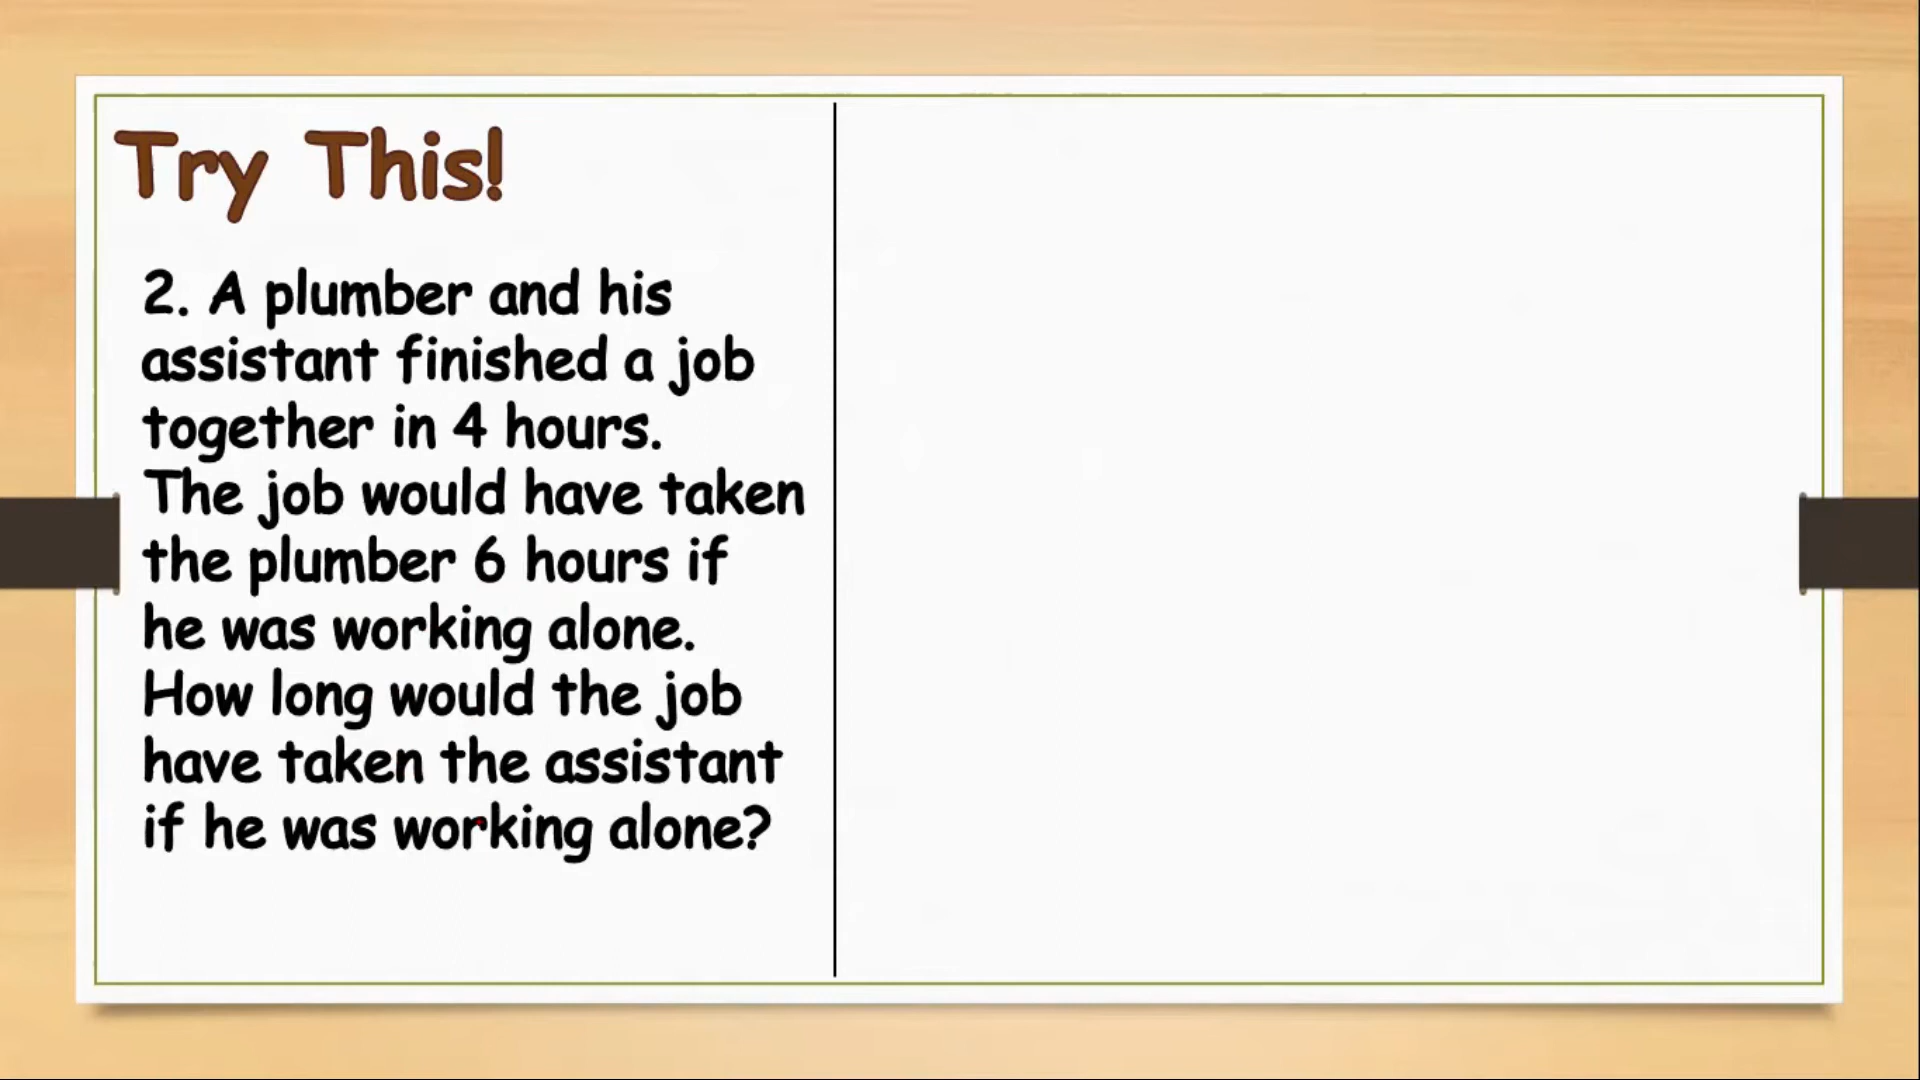 Try This!
2. A plumber and his
assistant finished a job
together in 4 hours.
The job would have taken
the plumber 6 hours if
he was working alone.
How long would the job
have taken the assistant
if he was working alone?